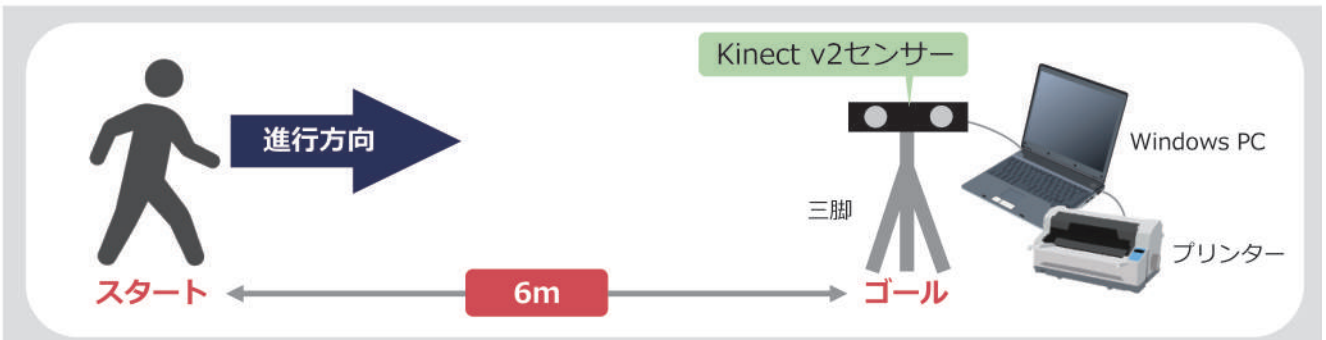 Kinect v2センサー
進行方向
Windows PC
三脚
プリンター
スタート
6m
ゴール